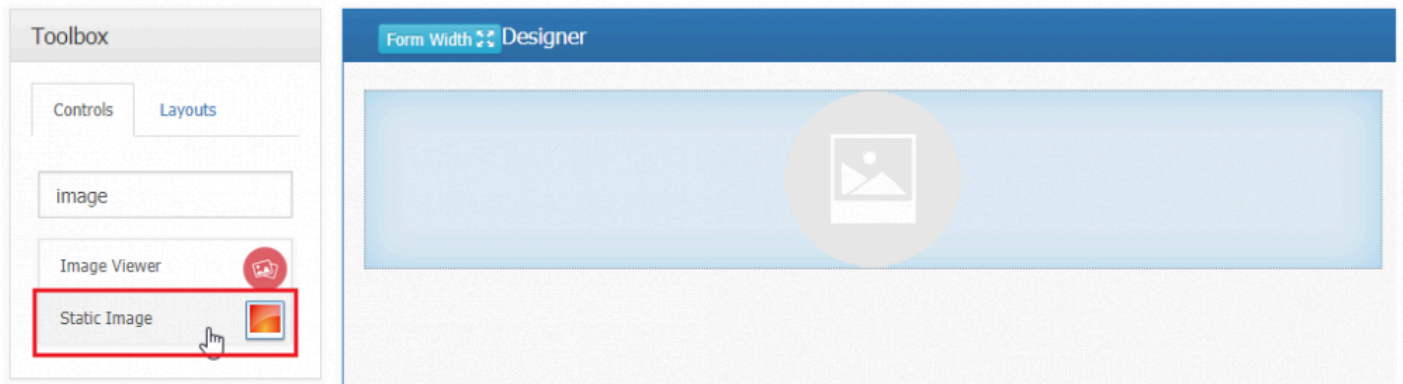 Toolbox
Controls Layouts
image
Image Viewer
Static Image
Form Width Designer